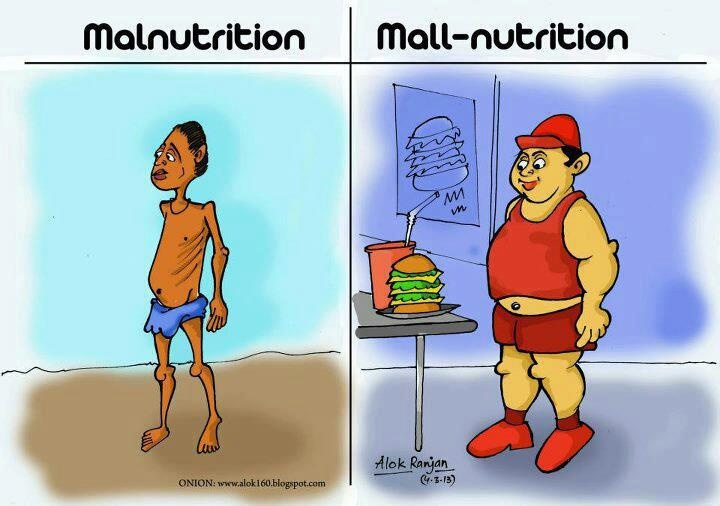 Malnutrition
Mall-nutrition
ONION: www.alok160.blogspot.com
Alok Ranjan
(4.3.13)